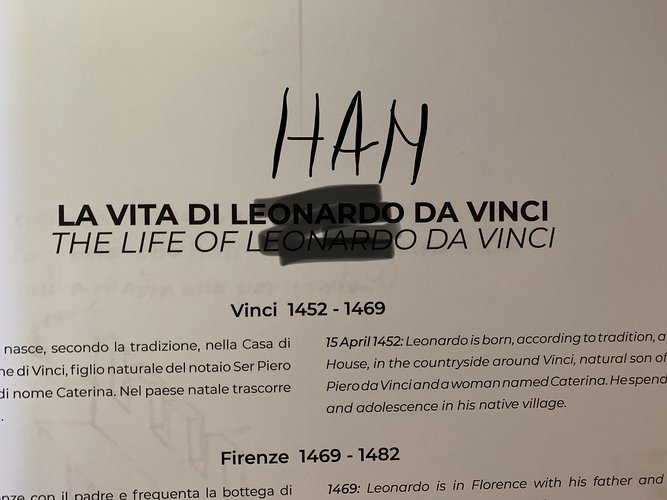 HAM
LA VITA DI LEONARDO DA VINCI
THE LIFE OF LEONARDO DA VINCI
Vinci 1452 - 1469
nasce, secondo la tradizione, nella Casa di
ne di Vinci, figlio naturale del notaio Ser Piero
di nome Caterina. Nel paese natale trascorre
.
15 April 1452: Leonardo is born, according to tradition, a
House, in the countryside around Vinci, natural son of
Piero da Vinci and a woman named Caterina. He spend
and adolescence in his native village.
Firenze 1469 - 1482
nze con il padre e frequenta la bottega di
1469: Leonardo is in Florence with his father and